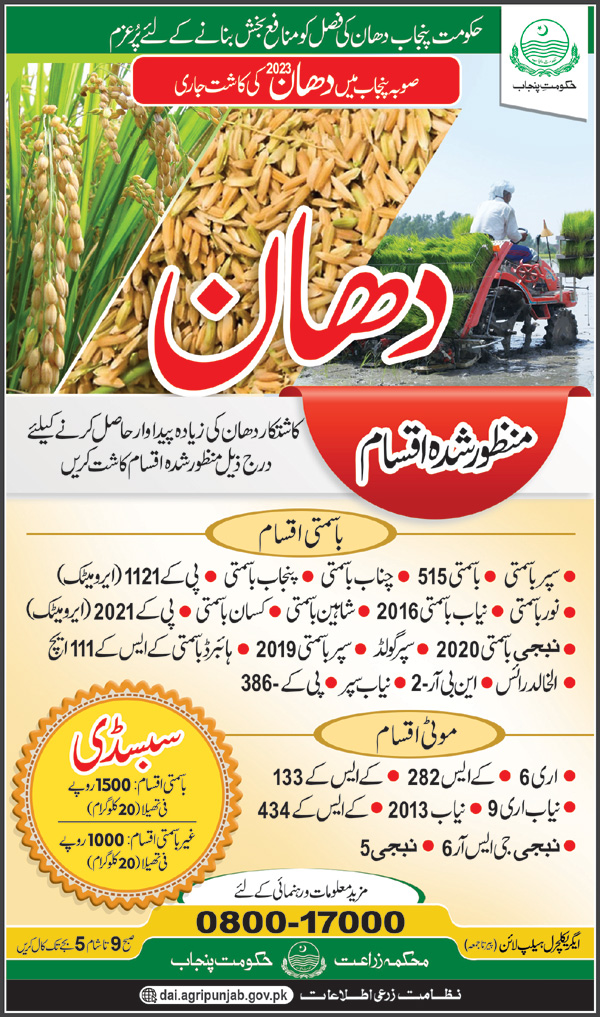 حکومت پنجاب دھان کی فصل کو منافع بخش بنانے کے لئے پُرعزم
حکومتِ پنجاب
صوبہ پنجاب میں دھان 2023 کی کاشت جاری
دھان
منظور شدہ اقسام
کاشتکار دھان کی زیادہ پیداوار حاصل کرنے کیلئے
درج ذیل منظور شدہ اقسام کاشت کریں
باسمتی اقسام
• سپر باسمتی • باسمتی 515 • چناب باسمتی • پنجاب باسمتی • پی کے 1121 (ایرومیٹک)
• نور باسمتی • نیاب باسمتی 2016 • شاہین باسمتی • کسان باسمتی • پی کے 2021 (ایرومیٹک)
• نبجی باسمتی 2020 • سپر گولڈ • سپر باسمتی 2019 • ہائبرڈ باسمتی کے ایس کے 111 ایچ
• الخالد رائس • این بی آر-2 • نیاب سپر • پی کے -386
موٹی اقسام
• اری 6 • کے ایس 282 • کے ایس کے 133
• نیاب اری 9 • نیاب 2013 • کے ایس کے 434
• نبجی جی ایس آر 6 • نبجی 5
سبسڈی
باسمتی اقسام: 1500 روپے
فی تھیلا (20 کلوگرام)
غیر باسمتی اقسام: 1000 روپے
فی تھیلا (20 کلوگرام)
مزید معلومات و رہنمائی کے لئے
0800-17000
ایگریکلچرل ہیلپ لائن (پیر تا جمعہ)
صبح 9 تا شام 5 بجے تک کال کریں
محکمہ زراعت حکومت پنجاب
نظامت زرعی اطلاعات dai.agripunjab.gov.pk